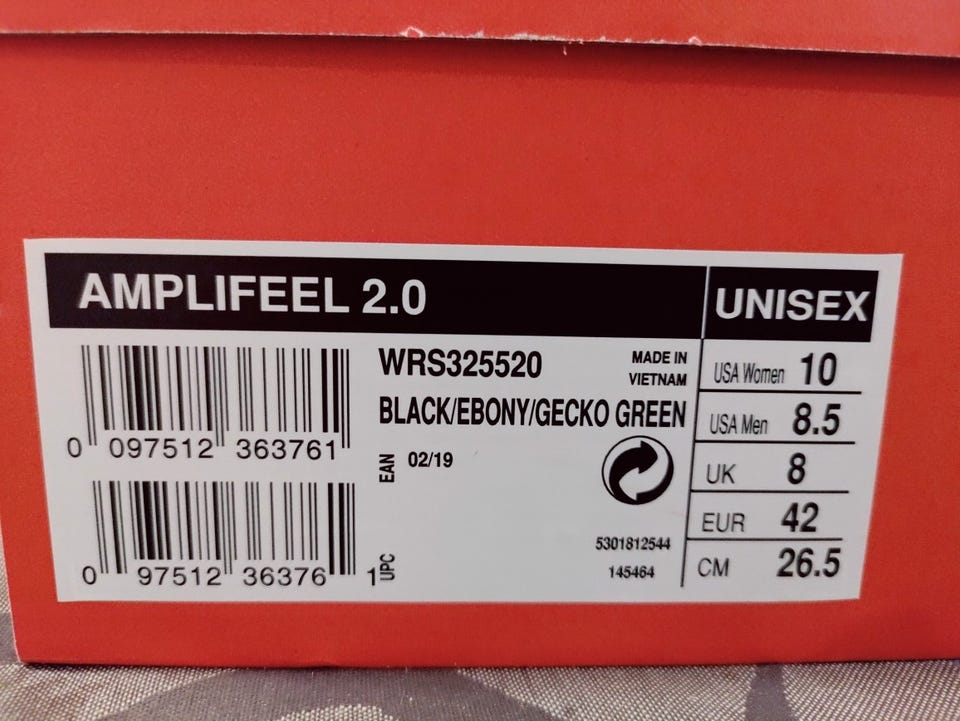 AMPLIFEEL 2.0
UNISEX
WRS325520
MADE IN
VIETNAM
BLACK/EBONY/GECKO GREEN
EAN 02/19
0 097512 363761
0 97512 36376 1
UPC
5301812544
145464
USA Women 10
USA Men 8.5
UK 8
EUR 42
CM 26.5